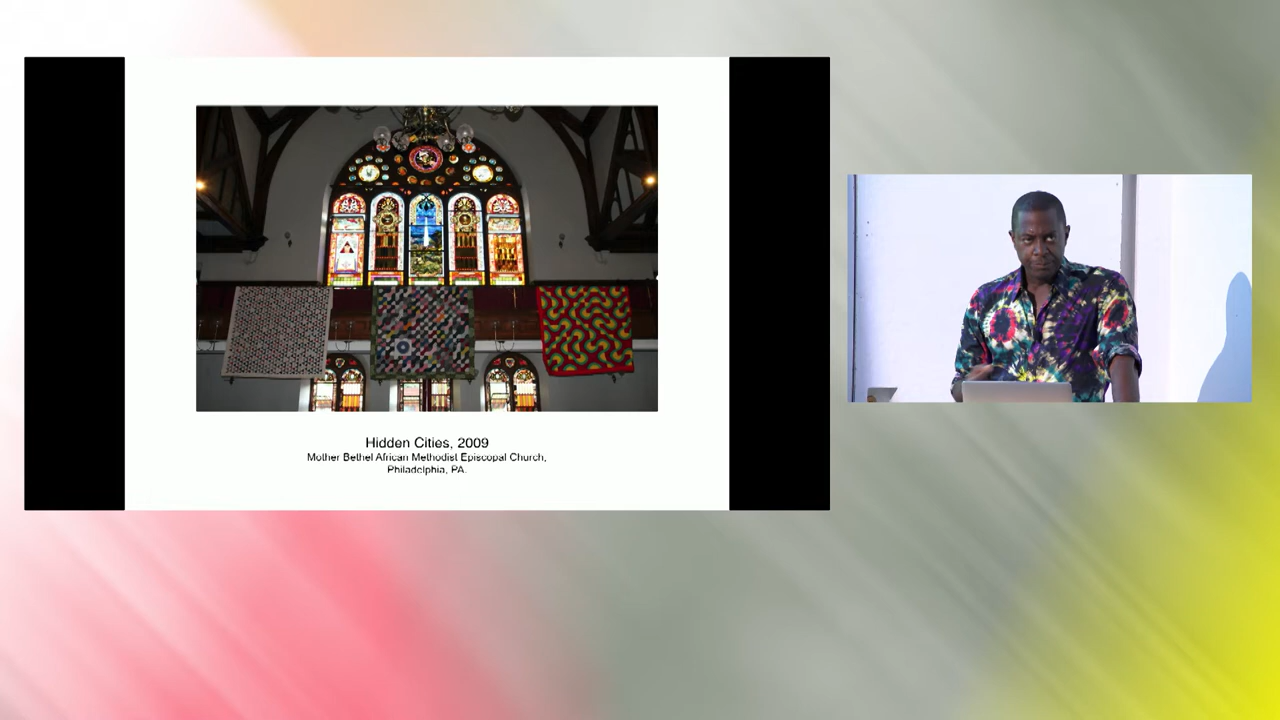 Hidden Cities, 2009
Mother Bethel African Methodist Episcopal Church,
Philadelphia, PA.